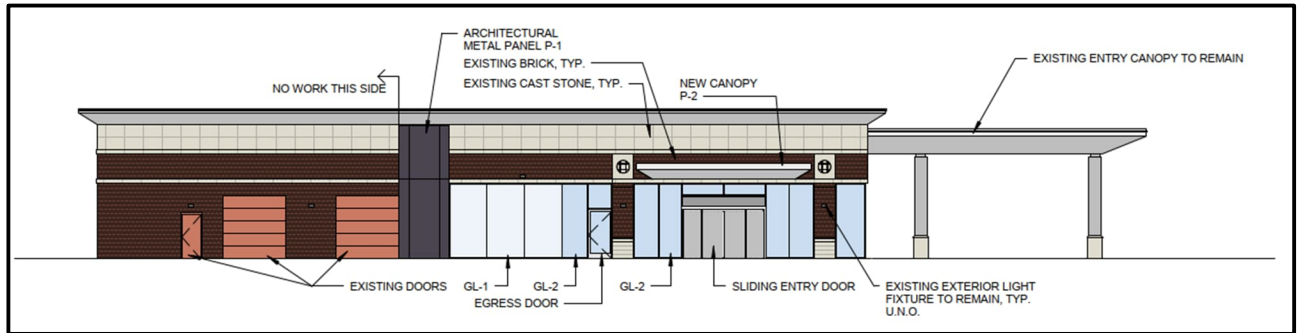 ARCHITECTURAL
METAL PANEL P-1
EXISTING BRICK, TYP.
EXISTING CAST STONE, TYP.
NO WORK THIS SIDE
NEW CANOPY
P-2
EXISTING ENTRY CANOPY TO REMAIN
EXISTING DOORS
GL-1
GL-2
EGRESS DOOR
GL-2
SLIDING ENTRY DOOR
EXISTING EXTERIOR LIGHT
FIXTURE TO REMAIN, TYP.
U.N.O.